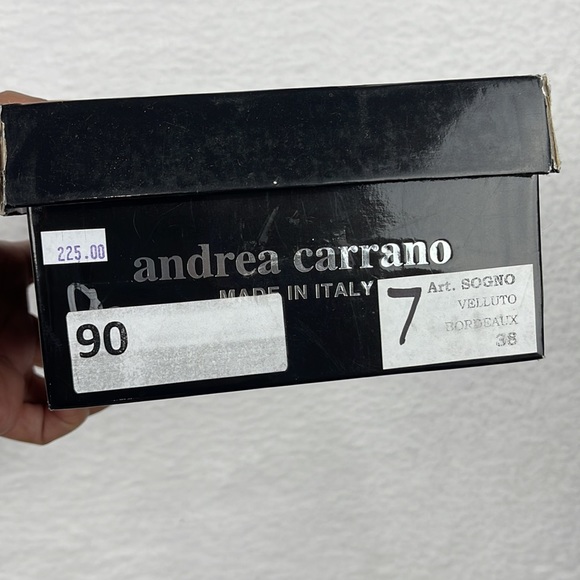 225.00
andrea carrano
MADE IN ITALY
90
7
Art. SOGNO
VELLUTO
BORDEAUX
38